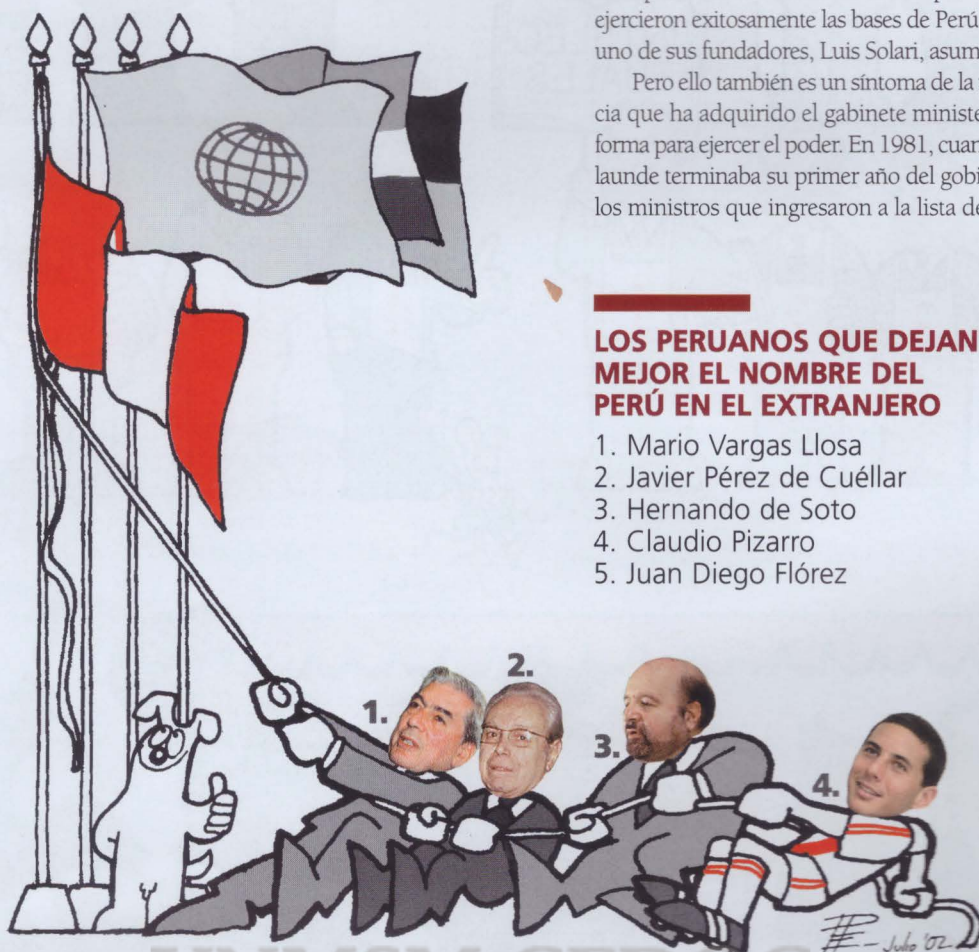 ejercieron exitosamente las bases de Perú
uno de sus fundadores, Luis Solari, asum
Pero ello también es un síntoma de la
cia que ha adquirido el gabinete ministe
forma para ejercer el poder. En 1981, cuan
launde terminaba su primer año del gobi
los ministros que ingresaron a la lista de
LOS PERUANOS QUE DEJAN
MEJOR EL NOMBRE DEL
PERÚ EN EL EXTRANJERO
1. Mario Vargas Llosa
2. Javier Pérez de Cuéllar
3. Hernando de Soto
4. Claudio Pizarro
5. Juan Diego Flórez
1.
2.
3.
4.
July '02